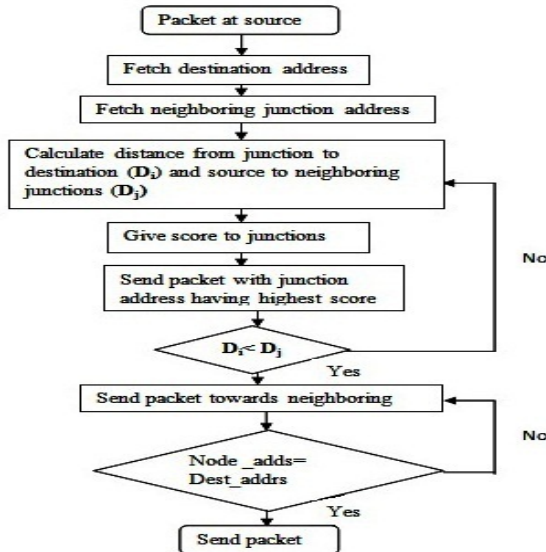 Packet at source
Fetch destination address
Fetch neighboring junction address
Calculate distance from junction to
destination (Di) and source to neighboring
junctions (Dj)
Give score to junctions
No
Send packet with junction
address having highest score
Di< Dj
Yes
Send packet towards neighboring
No
Node _adds=
Dest_addrs
Yes
Send packet